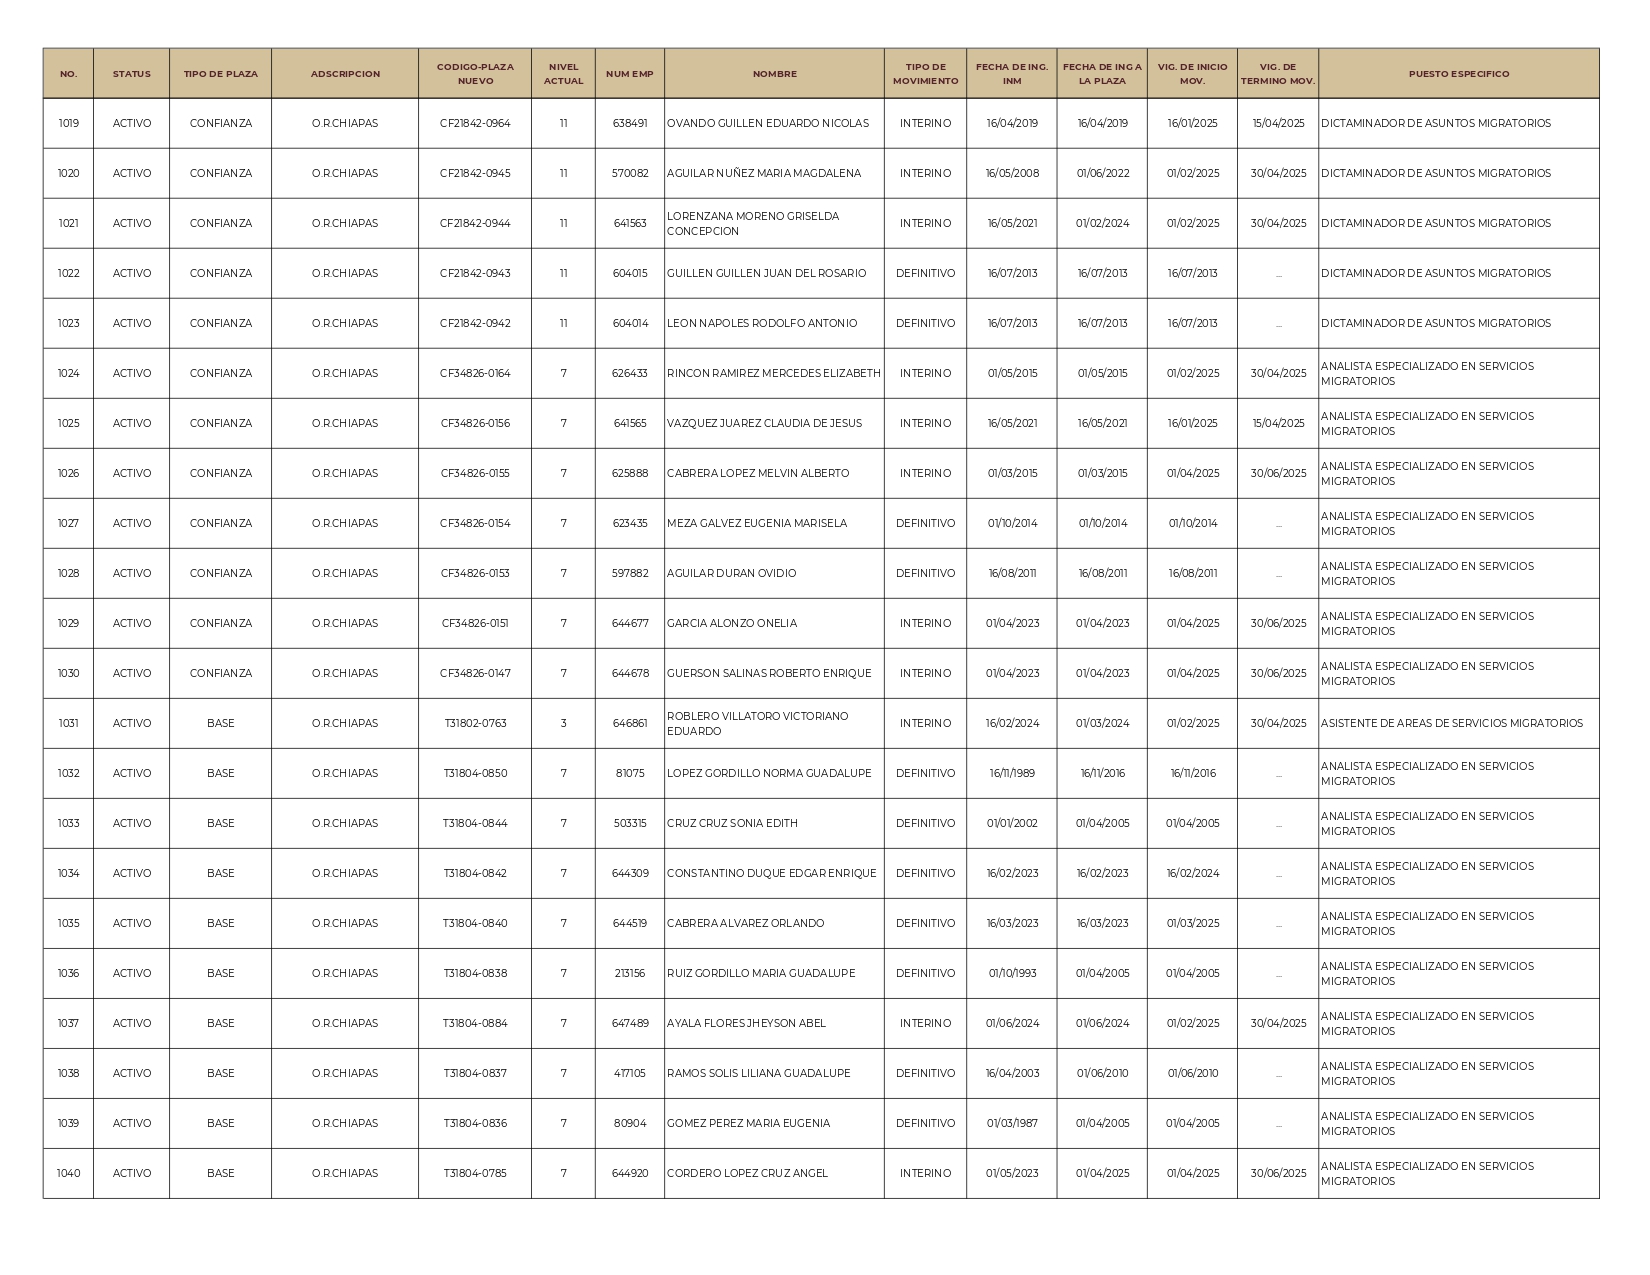 NO. STATUS TIPO DE PLAZA ADSCRIPCION CODIGO-PLAZA NUEVO NIVEL ACTUAL NUM EMP NOMBRE TIPO DE MOVIMIENTO FECHA DE ING. INM FECHA DE ING A LA PLAZA VIG. DE INICIO MOV. VIG. DE TERMINO MOV. PUESTO ESPECIFICO
1019 ACTIVO CONFIANZA O.R.CHIAPAS CF21842-0964 11 638491 OVANDO GUILLEN EDUARDO NICOLAS INTERINO 16/04/2019 16/04/2019 16/01/2025 15/04/2025 DICTAMINADOR DE ASUNTOS MIGRATORIOS
1020 ACTIVO CONFIANZA O.R.CHIAPAS CF21842-0945 11 570082 AGUILAR NUÑEZ MARIA MAGDALENA INTERINO 16/05/2008 01/06/2022 01/02/2025 30/04/2025 DICTAMINADOR DE ASUNTOS MIGRATORIOS
1021 ACTIVO CONFIANZA O.R.CHIAPAS CF21842-0944 11 641563 LORENZANA MORENO GRISELDA CONCEPCION INTERINO 16/05/2021 01/02/2024 01/02/2025 30/04/2025 DICTAMINADOR DE ASUNTOS MIGRATORIOS
1022 ACTIVO CONFIANZA O.R.CHIAPAS CF21842-0943 11 604015 GUILLEN GUILLEN JUAN DEL ROSARIO DEFINITIVO 16/07/2013 16/07/2013 16/07/2013 ... DICTAMINADOR DE ASUNTOS MIGRATORIOS
1023 ACTIVO CONFIANZA O.R.CHIAPAS CF21842-0942 11 604014 LEON NAPOLES RODOLFO ANTONIO DEFINITIVO 16/07/2013 16/07/2013 16/07/2013 ... DICTAMINADOR DE ASUNTOS MIGRATORIOS
1024 ACTIVO CONFIANZA O.R.CHIAPAS CF34826-0164 7 626433 RINCON RAMIREZ MERCEDES ELIZABETH INTERINO 01/05/2015 01/05/2015 01/02/2025 30/04/2025 ANALISTA ESPECIALIZADO EN SERVICIOS MIGRATORIOS
1025 ACTIVO CONFIANZA O.R.CHIAPAS CF34826-0156 7 641565 VAZQUEZ JUAREZ CLAUDIA DE JESUS INTERINO 16/05/2021 16/05/2021 16/01/2025 15/04/2025 ANALISTA ESPECIALIZADO EN SERVICIOS MIGRATORIOS
1026 ACTIVO CONFIANZA O.R.CHIAPAS CF34826-0155 7 625888 CABRERA LOPEZ MELVIN ALBERTO INTERINO 01/03/2015 01/03/2015 01/04/2025 30/06/2025 ANALISTA ESPECIALIZADO EN SERVICIOS MIGRATORIOS
1027 ACTIVO CONFIANZA O.R.CHIAPAS CF34826-0154 7 623435 MEZA GALVEZ EUGENIA MARISELA DEFINITIVO 01/10/2014 01/10/2014 01/10/2014 ... ANALISTA ESPECIALIZADO EN SERVICIOS MIGRATORIOS
1028 ACTIVO CONFIANZA O.R.CHIAPAS CF34826-0153 7 597882 AGUILAR DURAN OVIDIO DEFINITIVO 16/08/2011 16/08/2011 16/08/2011 ... ANALISTA ESPECIALIZADO EN SERVICIOS MIGRATORIOS
1029 ACTIVO CONFIANZA O.R.CHIAPAS CF34826-0151 7 644677 GARCIA ALONZO ONELIA INTERINO 01/04/2023 01/04/2023 01/04/2025 30/06/2025 ANALISTA ESPECIALIZADO EN SERVICIOS MIGRATORIOS
1030 ACTIVO CONFIANZA O.R.CHIAPAS CF34826-0147 7 644678 GUERSON SALINAS ROBERTO ENRIQUE INTERINO 01/04/2023 01/04/2023 01/04/2025 30/06/2025 ANALISTA ESPECIALIZADO EN SERVICIOS MIGRATORIOS
1031 ACTIVO BASE O.R.CHIAPAS T31802-0763 3 646861 ROBLERO VILLATORO VICTORIANO EDUARDO INTERINO 16/02/2024 01/03/2024 01/02/2025 30/04/2025 ASISTENTE DE AREAS DE SERVICIOS MIGRATORIOS
1032 ACTIVO BASE O.R.CHIAPAS T31804-0850 7 81075 LOPEZ GORDILLO NORMA GUADALUPE DEFINITIVO 16/11/1989 16/11/2016 16/11/2016 ... ANALISTA ESPECIALIZADO EN SERVICIOS MIGRATORIOS
1033 ACTIVO BASE O.R.CHIAPAS T31804-0844 7 503315 CRUZ CRUZ SONIA EDITH DEFINITIVO 01/01/2002 01/04/2005 01/04/2005 ... ANALISTA ESPECIALIZADO EN SERVICIOS MIGRATORIOS
1034 ACTIVO BASE O.R.CHIAPAS T31804-0842 7 644309 CONSTANTINO DUQUE EDGAR ENRIQUE DEFINITIVO 16/02/2023 16/02/2023 16/02/2024 ... ANALISTA ESPECIALIZADO EN SERVICIOS MIGRATORIOS
1035 ACTIVO BASE O.R.CHIAPAS T31804-0840 7 644519 CABRERA ALVAREZ ORLANDO DEFINITIVO 16/03/2023 16/03/2023 01/03/2025 ... ANALISTA ESPECIALIZADO EN SERVICIOS MIGRATORIOS
1036 ACTIVO BASE O.R.CHIAPAS T31804-0838 7 213156 RUIZ GORDILLO MARIA GUADALUPE DEFINITIVO 01/10/1993 01/04/2005 01/04/2005 ... ANALISTA ESPECIALIZADO EN SERVICIOS MIGRATORIOS
1037 ACTIVO BASE O.R.CHIAPAS T31804-0884 7 647489 AYALA FLORES JHEYSON ABEL INTERINO 01/06/2024 01/06/2024 01/02/2025 30/04/2025 ANALISTA ESPECIALIZADO EN SERVICIOS MIGRATORIOS
1038 ACTIVO BASE O.R.CHIAPAS T31804-0837 7 417105 RAMOS SOLIS LILIANA GUADALUPE DEFINITIVO 16/04/2003 01/06/2010 01/06/2010 ... ANALISTA ESPECIALIZADO EN SERVICIOS MIGRATORIOS
1039 ACTIVO BASE O.R.CHIAPAS T31804-0836 7 80904 GOMEZ PEREZ MARIA EUGENIA DEFINITIVO 01/03/1987 01/04/2005 01/04/2005 ... ANALISTA ESPECIALIZADO EN SERVICIOS MIGRATORIOS
1040 ACTIVO BASE O.R.CHIAPAS T31804-0785 7 644920 CORDERO LOPEZ CRUZ ANGEL INTERINO 01/05/2023 01/04/2025 01/04/2025 30/06/2025 ANALISTA ESPECIALIZADO EN SERVICIOS MIGRATORIOS